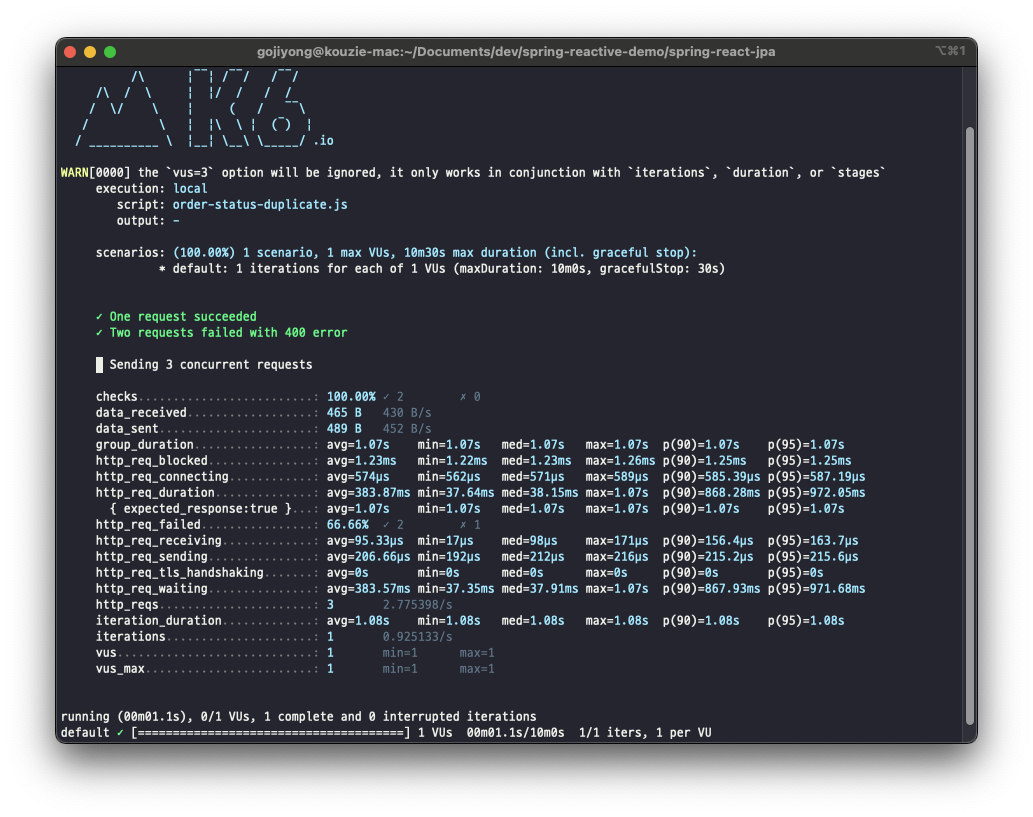 gojiyong@kouzie-mac:~/Documents/dev/spring-reactive-demo/spring-react-jpa
⌥⌘1
K6
.io
WARN[0000] the `vus=3` option will be ignored, it only works in conjunction with `iterations`, `duration`, or `stages`
execution: local
script: order-status-duplicate.js
output: -
scenarios: (100.00%) 1 scenario, 1 max VUs, 10m30s max duration (incl. graceful stop):
* default: 1 iterations for each of 1 VUs (maxDuration: 10m0s, gracefulStop: 30s)
✓ One request succeeded
✓ Two requests failed with 400 error
█ Sending 3 concurrent requests
checks.........................: 100.00% ✓ 2 ✗ 0
data_received..................: 465 B 430 B/s
data_sent......................: 489 B 452 B/s
group_duration.................: avg=1.07s min=1.07s med=1.07s max=1.07s p(90)=1.07s p(95)=1.07s
http_req_blocked...............: avg=1.23ms min=1.22ms med=1.23ms max=1.26ms p(90)=1.25ms p(95)=1.25ms
http_req_connecting............: avg=574µs min=562µs med=571µs max=589µs p(90)=585.39µs p(95)=587.19µs
http_req_duration..............: avg=383.87ms min=37.64ms med=38.15ms max=1.07s p(90)=868.28ms p(95)=972.05ms
{ expected_response:true }...: avg=1.07s min=1.07s med=1.07s max=1.07s p(90)=1.07s p(95)=1.07s
http_req_failed................: 66.66% ✓ 2 ✗ 1
http_req_receiving.............: avg=95.33µs min=17µs med=98µs max=171µs p(90)=156.4µs p(95)=163.7µs
http_req_sending...............: avg=206.66µs min=192µs med=212µs max=216µs p(90)=215.2µs p(95)=215.6µs
http_req_tls_handshaking.......: avg=0s min=0s med=0s max=0s p(90)=0s p(95)=0s
http_req_waiting...............: avg=383.57ms min=37.35ms med=37.91ms max=1.07s p(90)=867.93ms p(95)=971.68ms
http_reqs......................: 3 2.775398/s
iteration_duration.............: avg=1.08s min=1.08s med=1.08s max=1.08s p(90)=1.08s p(95)=1.08s
iterations.....................: 1 0.925133/s
vus............................: 1 min=1 max=1
vus_max........................: 1 min=1 max=1
running (00m01.1s), 0/1 VUs, 1 complete and 0 interrupted iterations
default ✓ [======================================] 1 VUs 00m01.1s/10m0s 1/1 iters, 1 per VU